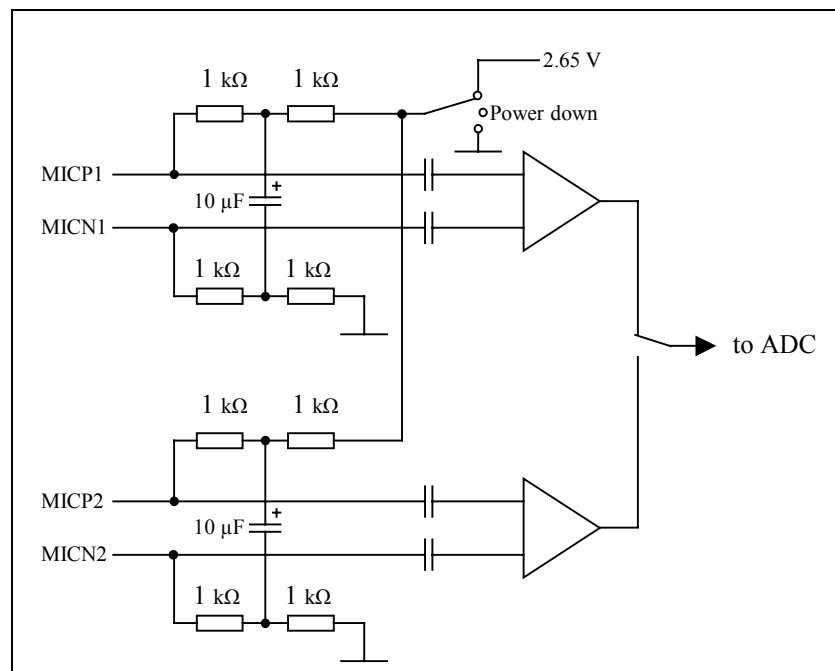 2.65 V
1 kΩ 1 kΩ
Power down
MICP1
+
10 µF
MICN1
1 kΩ 1 kΩ
to ADC
1 kΩ 1 kΩ
MICP2
+
10 µF
MICN2
1 kΩ 1 kΩ